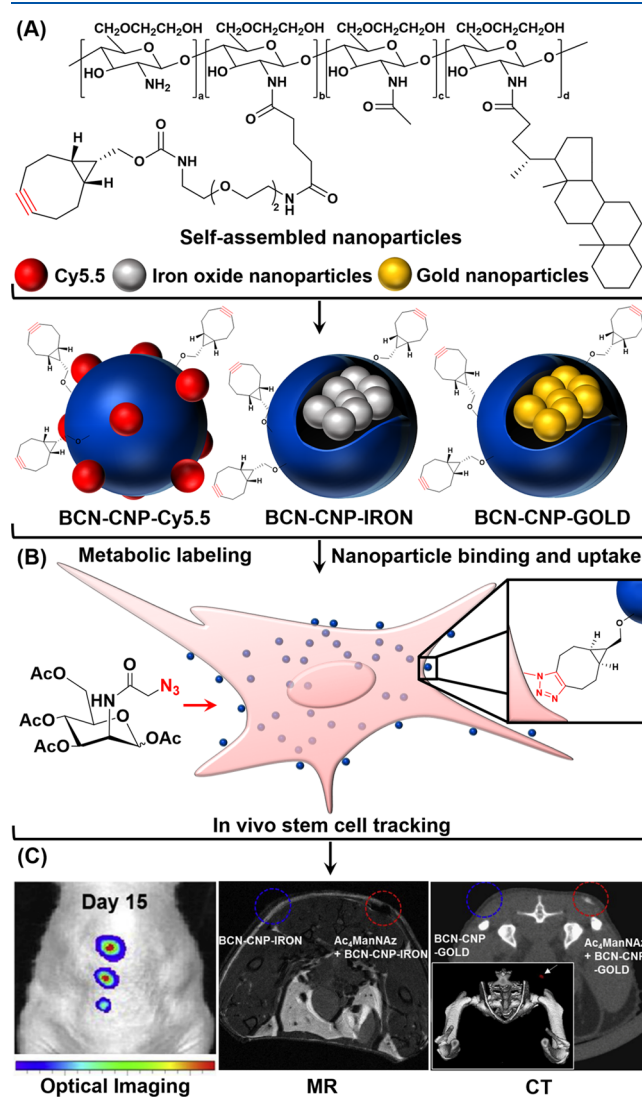 (A)
CH₂OCH₂CH₂OH CH₂OCH₂CH₂OH CH₂OCH₂CH₂OH CH₂OCH₂CH₂OH
O O O O O O O O
HO HO HO HO
NH₂ NH NH NH
a b c d
O O O
H O
O N H O
H 2 N H O
Self-assembled nanoparticles
Cy5.5 Iron oxide nanoparticles Gold nanoparticles
H H O
BCN-CNP-Cy5.5 BCN-CNP-IRON BCN-CNP-GOLD
(B) Metabolic labeling Nanoparticle binding and uptake
O
AcO HN N₃
AcO O
AcO OAc
O
H
H
N N N
In vivo stem cell tracking
(C)
Day 15
BCN-CNP-IRON
Ac₄ManNAz
+ BCN-CNP-IRON
BCN-CNP
-GOLD
Ac₄ManNAz
+ BCN-CNP
-GOLD
Optical Imaging MR CT